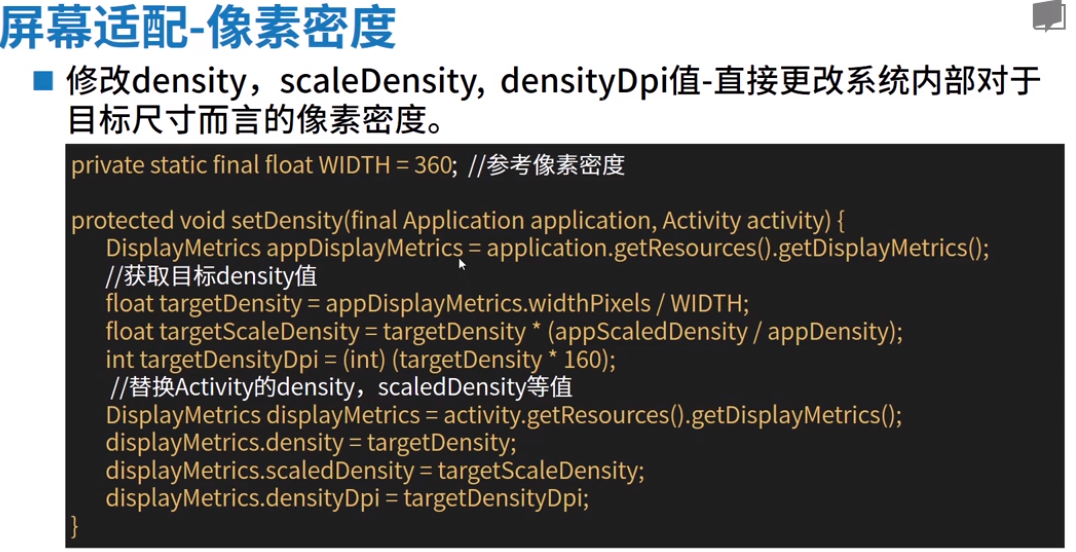 屏幕适配-像素密度
修改density，scaleDensity, densityDpi值-直接更改系统内部对于
目标尺寸而言的像素密度。
private static final float WIDTH = 360; //参考像素密度
protected void setDensity(final Application application, Activity activity) {
DisplayMetrics appDisplayMetrics = application.getResources().getDisplayMetrics();
//获取目标density值
float targetDensity = appDisplayMetrics.widthPixels / WIDTH;
float targetScaleDensity = targetDensity * (appScaledDensity / appDensity);
int targetDensityDpi = (int) (targetDensity * 160);
//替换Activity的density，scaledDensity等值
DisplayMetrics displayMetrics = activity.getResources().getDisplayMetrics();
displayMetrics.density = targetDensity;
displayMetrics.scaledDensity = targetScaleDensity;
displayMetrics.densityDpi = targetDensityDpi;
}